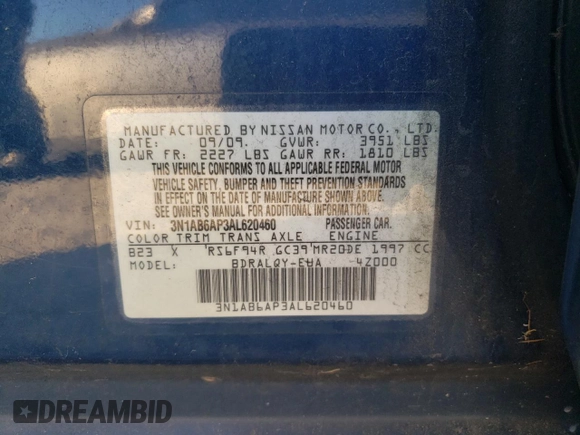 MANUFACTURED BY NISSAN MOTOR CO., LTD.
DATE: 09/09. GVWR: 3951 LBS
GAWR FR: 2227 LBS GAWR RR: 1810 LBS
THIS VEHICLE CONFORMS TO ALL APPLICABLE FEDERAL MOTOR
VEHICLE SAFETY, BUMPER AND THEFT PREVENTION STANDARDS
IN EFFECT ON THE DATE OF MANUFACTURE SHOWN ABOVE.
SEE OWNER'S MANUAL FOR ADDITIONAL INFORMATION.
VIN: 3N1AB6AP3AL620460 PASSENGER CAR.
COLOR TRIM TRANS AXLE ENGINE
B23 X RS6F94R GC39 MR20DE 1997 CC
MODEL: BDRALQY-EUA -4Z000
3N1AB6AP3AL620460
DREAMBID